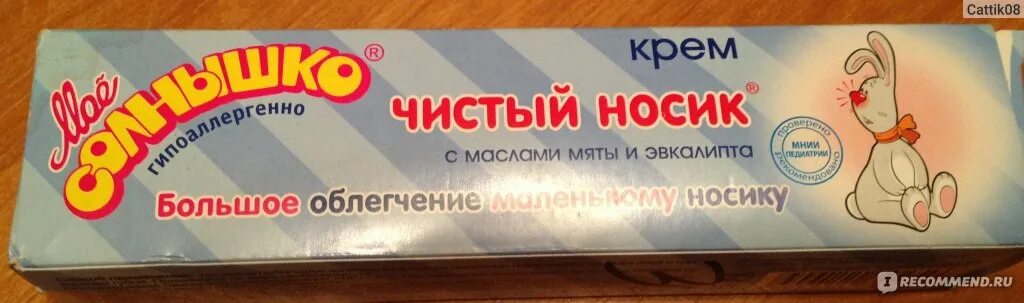 Cattik08
Моё
Солнышко®
гипоаллергенно
крем
чистый носик®
с маслами мяты и эвкалипта
проверено
МНИИ
ПЕДИАТРИИ
рекомендовано
Большое облегчение маленькому носику
I RECOMMEND.RU